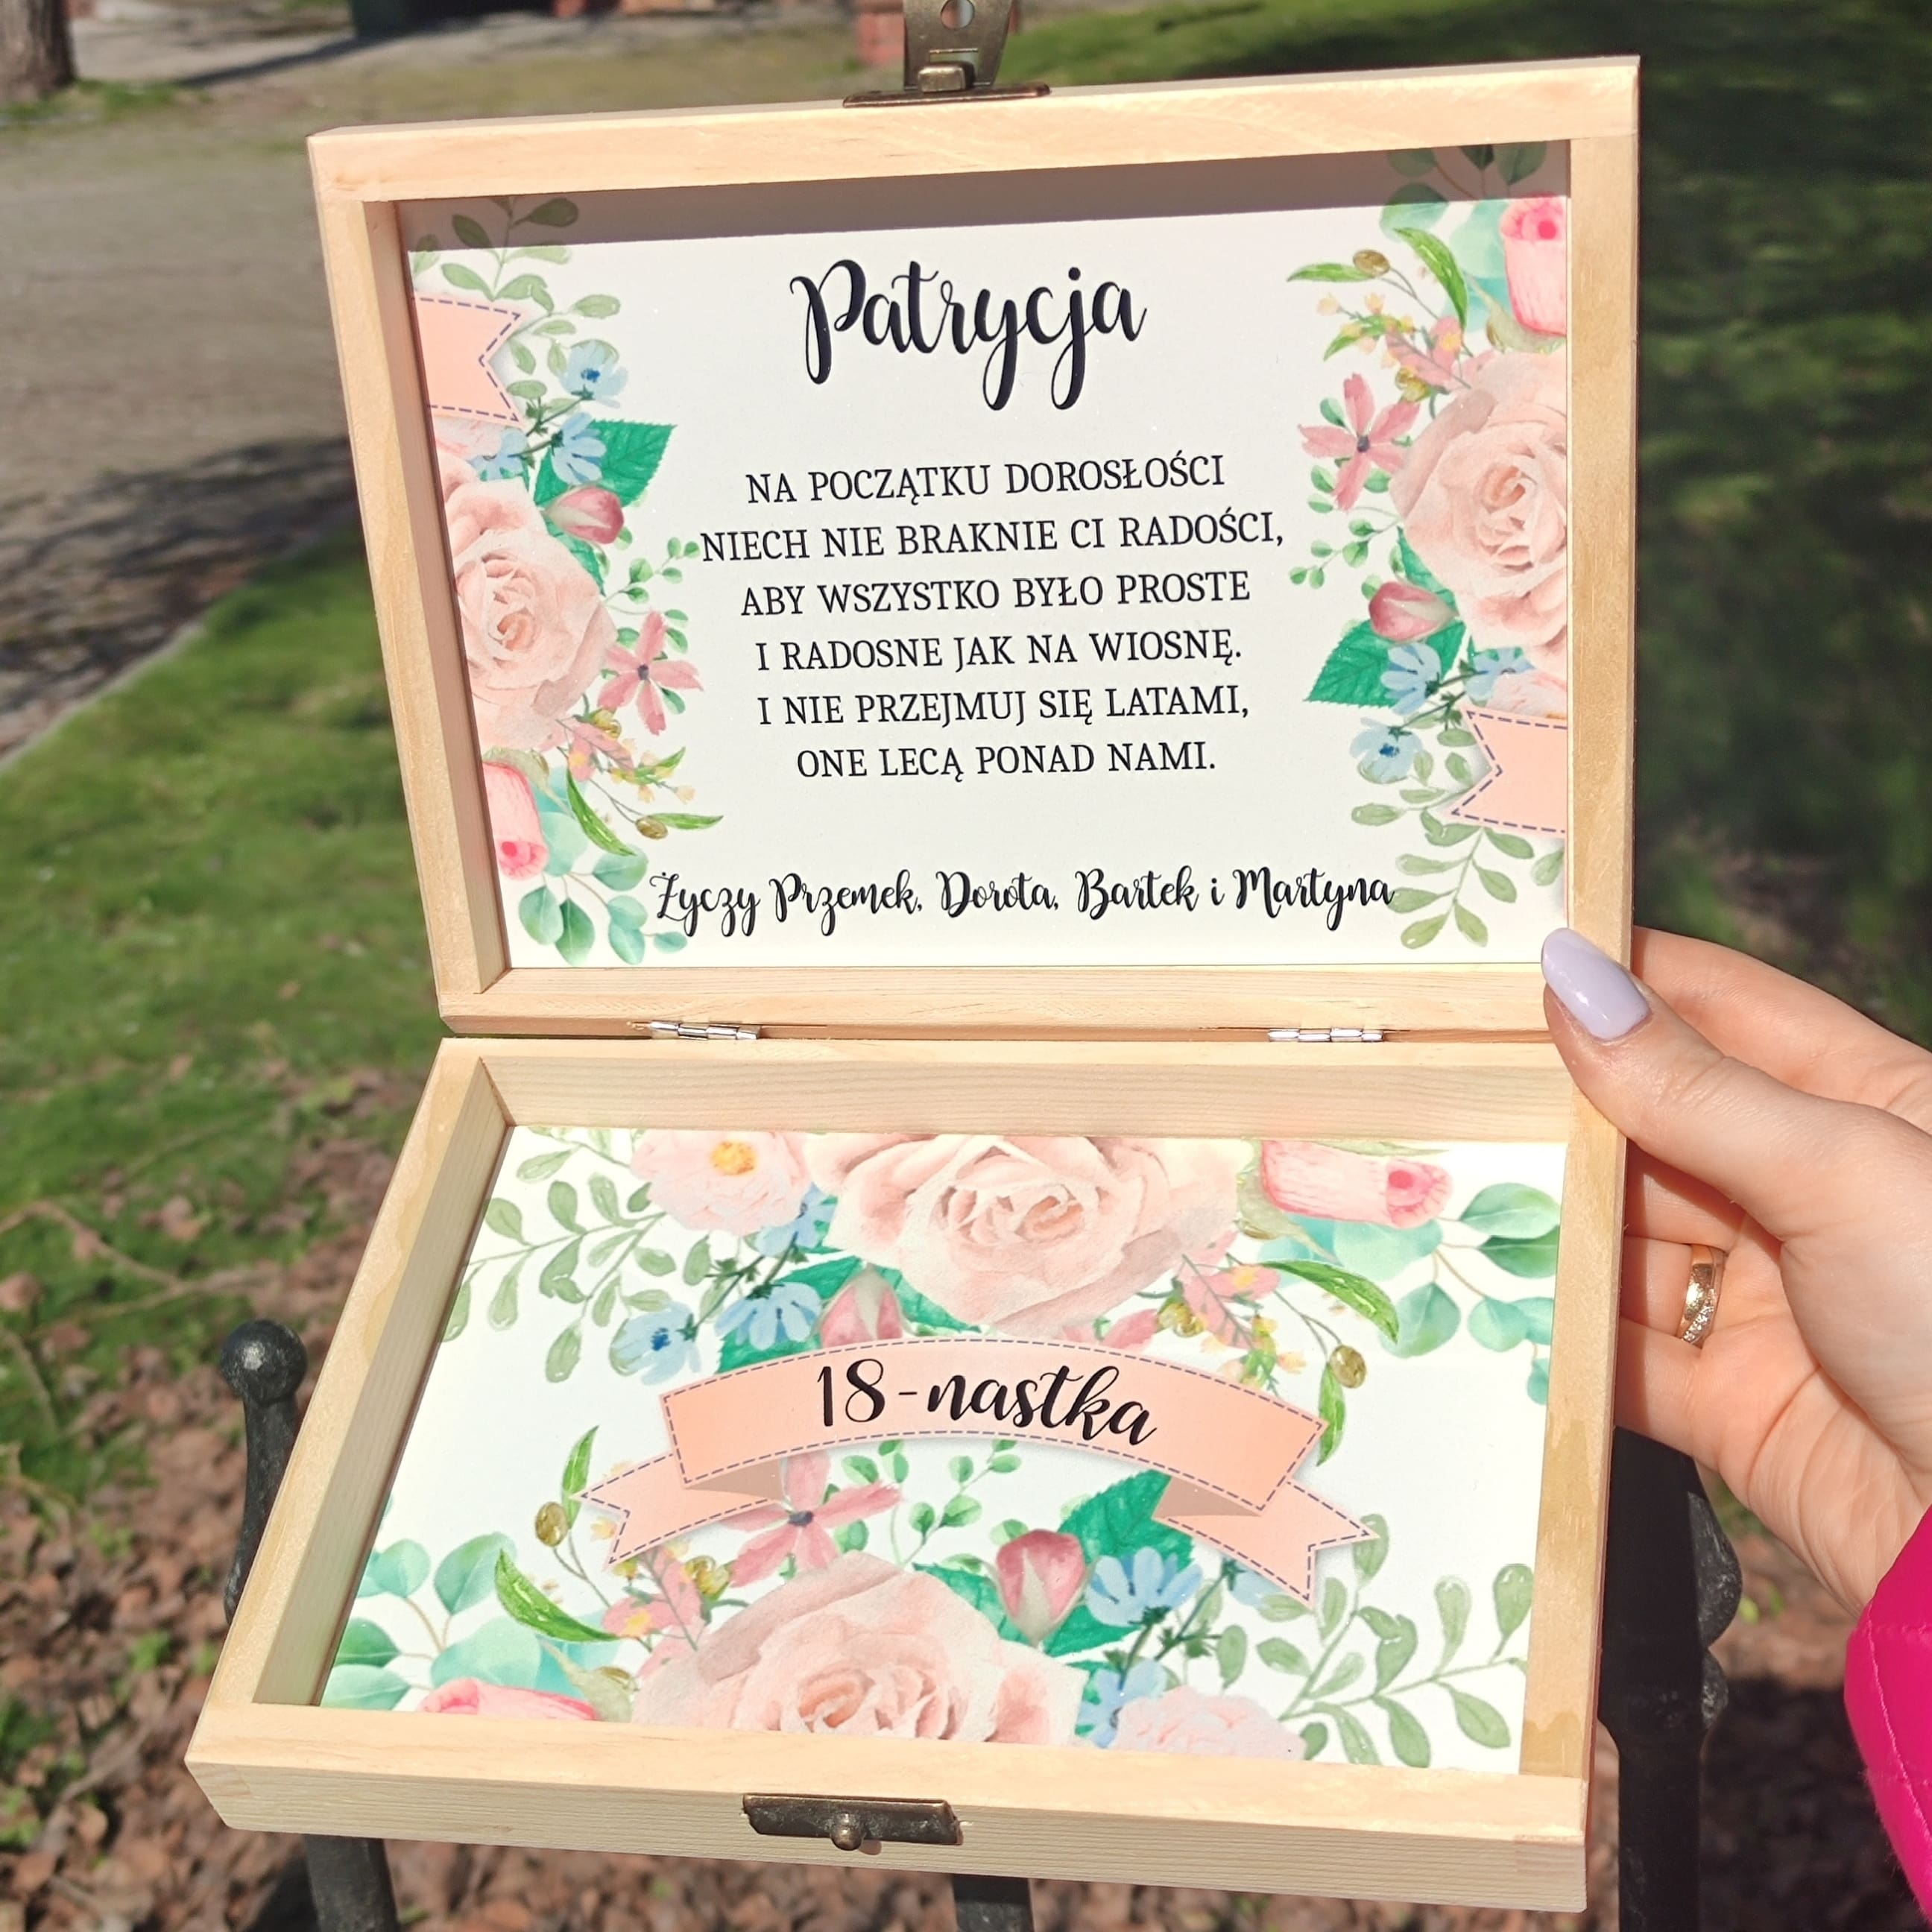 Patrycja
NA POCZĄTKU DOROSŁOŚCI
NIECH NIE BRAKNIE CI RADOŚCI,
ABY WSZYSTKO BYŁO PROSTE
I RADOSNE JAK NA WIOSNĘ.
I NIE PRZEJMUJ SIĘ LATAMI,
ONE LECĄ PONAD NAMI.
Życzy Przemek, Dorota, Bartek i Martyna
18-nastka